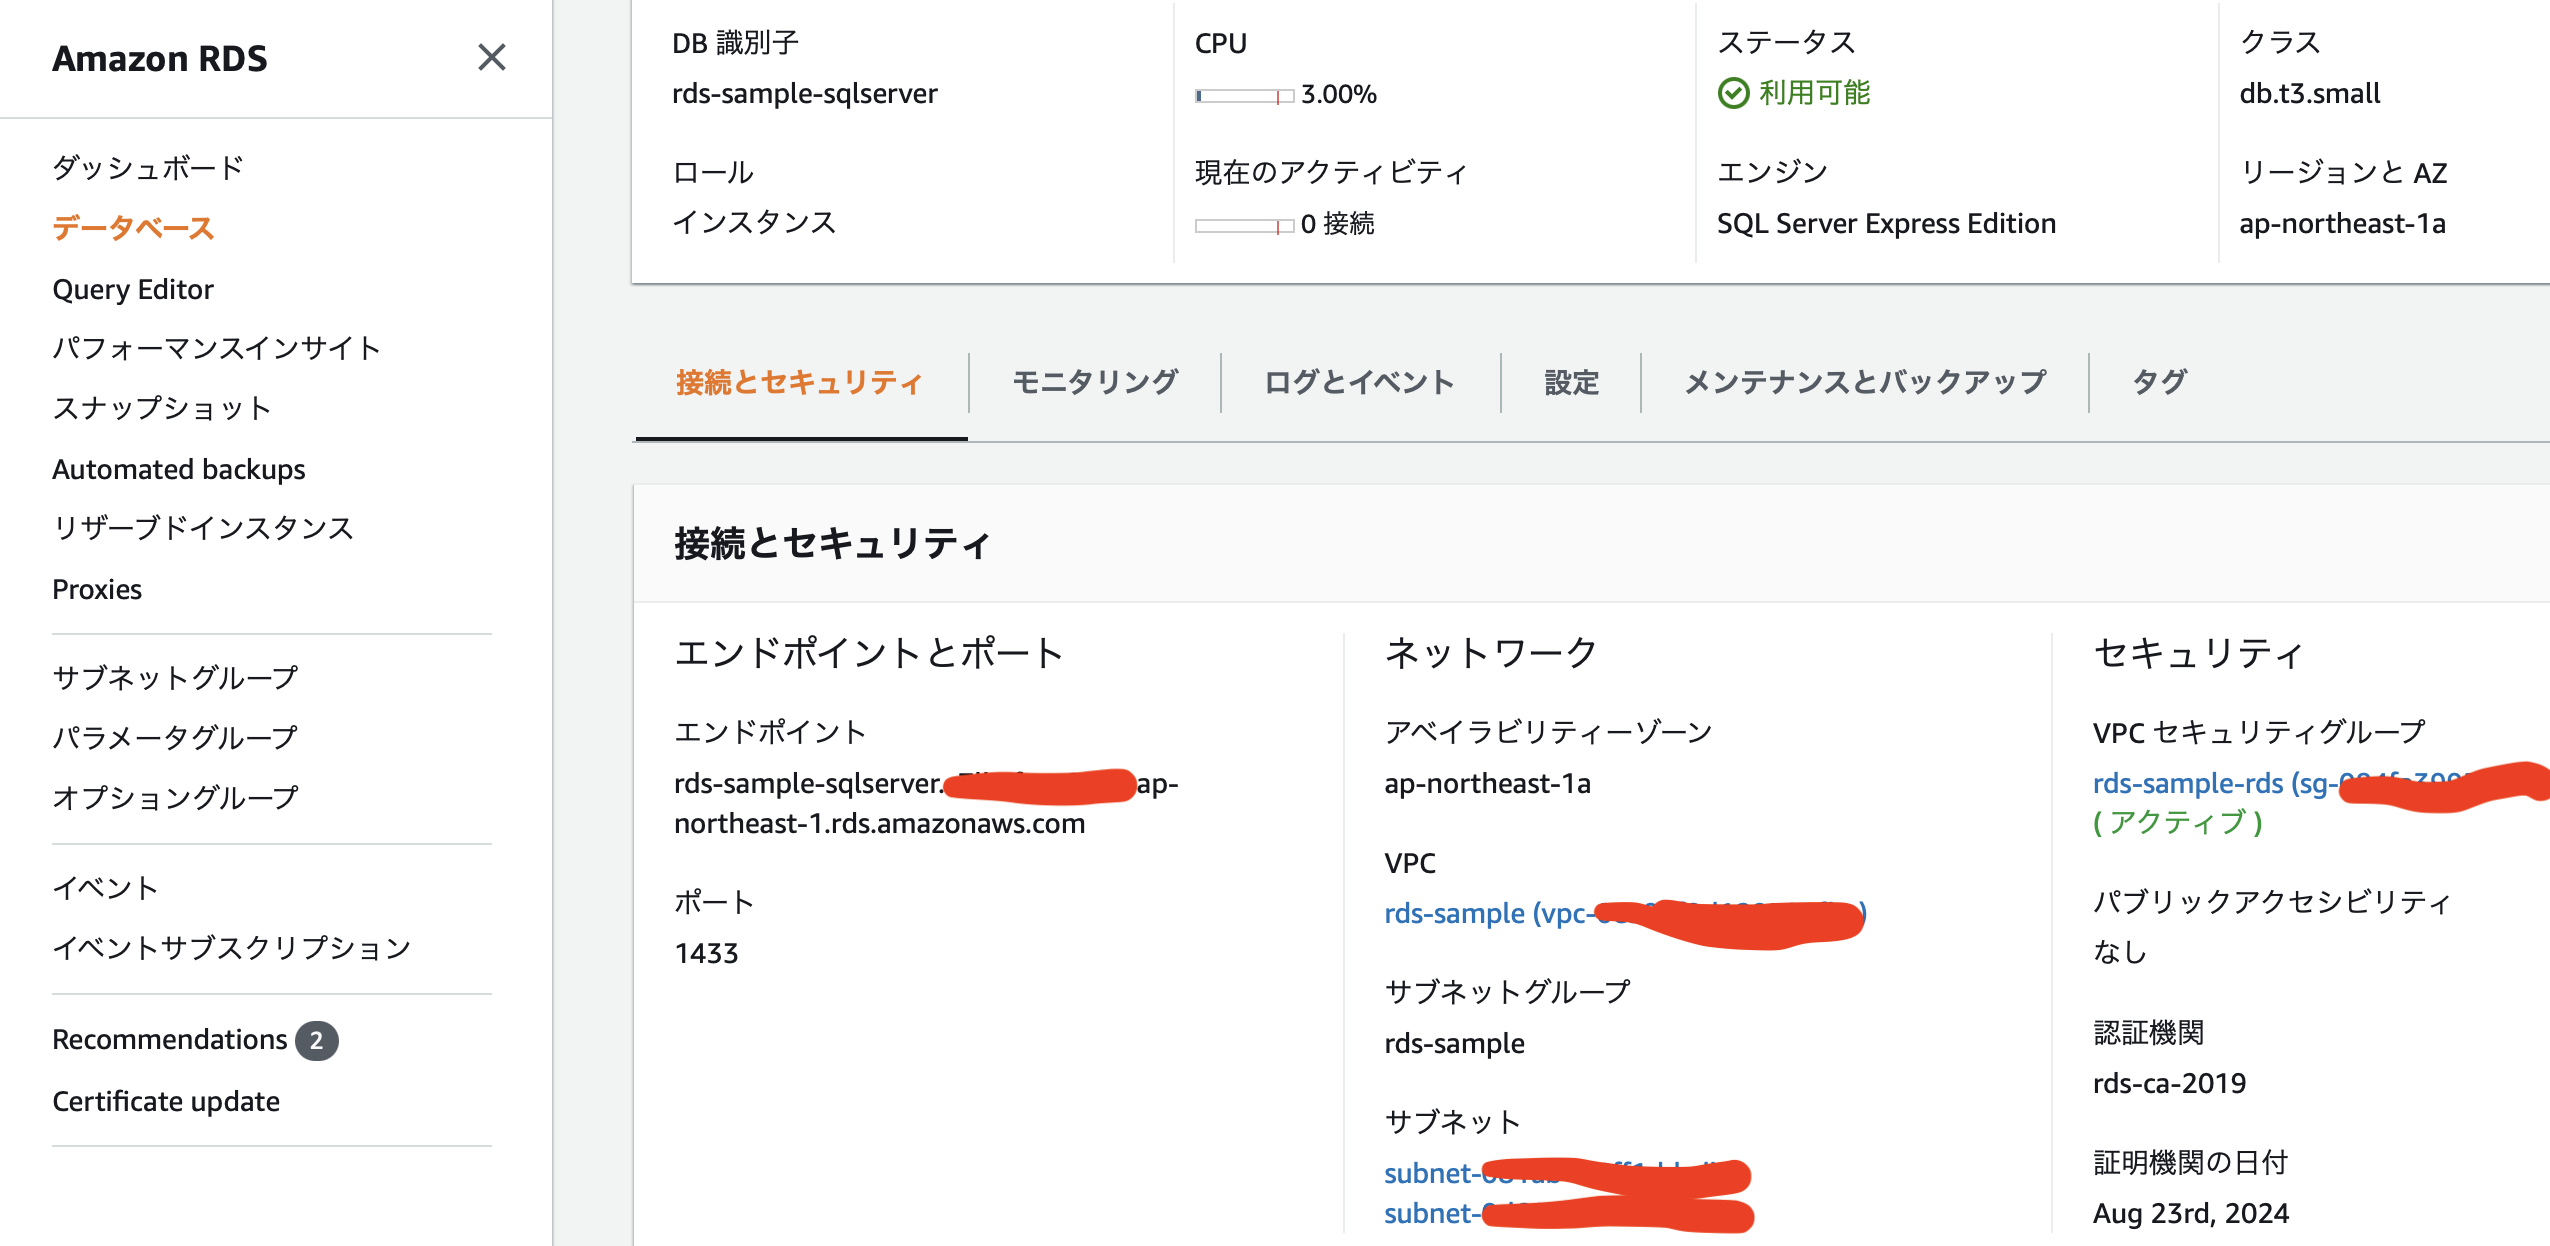 Amazon RDS
ダッシュボード
データベース
Query Editor
パフォーマンスインサイト
スナップショット
Automated backups
リザーブドインスタンス
Proxies
サブネットグループ
パラメータグループ
オプショングループ
イベント
イベントサブスクリプション
Recommendations 2
Certificate update
DB 識別子
rds-sample-sqlserver
CPU
3.00%
ステータス
利用可能
クラス
db.t3.small
ロール
インスタンス
現在のアクティビティ
0 接続
エンジン
SQL Server Express Edition
リージョンと AZ
ap-northeast-1a
接続とセキュリティ
モニタリング
ログとイベント
設定
メンテナンスとバックアップ
タグ
接続とセキュリティ
エンドポイントとポート
エンドポイント
rds-sample-sqlserver. ap-
northeast-1.rds.amazonaws.com
ポート
1433
ネットワーク
アベイラビリティーゾーン
ap-northeast-1a
VPC
rds-sample (vpc- )
サブネットグループ
rds-sample
サブネット
subnet-
subnet-
セキュリティ
VPC セキュリティグループ
rds-sample-rds (sg-
( アクティブ )
パブリックアクセシビリティ
なし
認証機関
rds-ca-2019
証明機関の日付
Aug 23rd, 2024